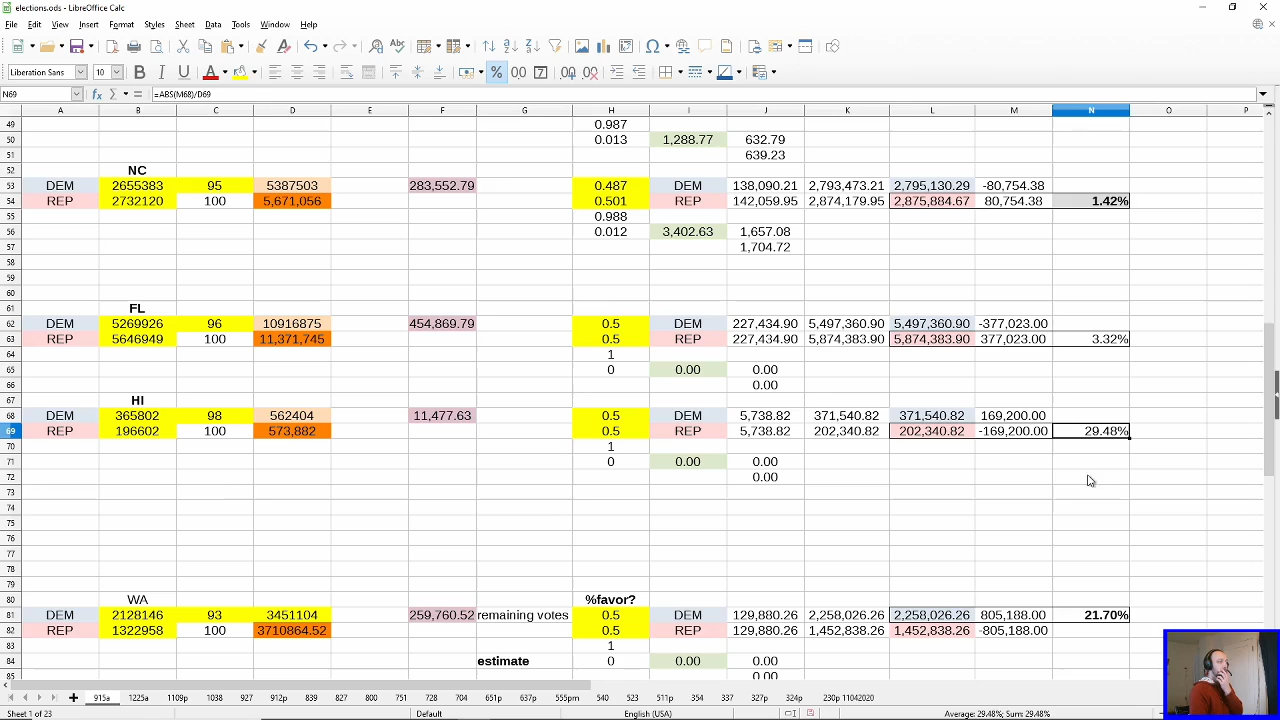 elections.ods - LibreOffice Calc
File Edit View Insert Format Styles Sheet Data Tools Window Help
Liberation Sans 10
N69 =ABS(M68)/D69
A B C D E F G H I J K L M N O P
49 0.987
50 0.013 1,288.77 632.79
51 639.23
52 NC
53 DEM 2655383 95 5387503 283,552.79 0.487 DEM 138,090.21 2,793,473.21 2,795,130.29 -80,754.38
54 REP 2732120 100 5,671,056 0.501 REP 142,059.95 2,874,179.95 2,875,884.67 80,754.38 1.42%
55 0.988
56 0.012 3,402.63 1,657.08
57 1,704.72
58
59
60
61 FL
62 DEM 5269926 96 10916875 454,869.79 0.5 DEM 227,434.90 5,497,360.90 5,497,360.90 -377,023.00
63 REP 5646949 100 11,371,745 0.5 REP 227,434.90 5,874,383.90 5,874,383.90 377,023.00 3.32%
64 1
65 0 0.00 0.00
66 0.00
67 HI
68 DEM 365802 98 562404 11,477.63 0.5 DEM 5,738.82 371,540.82 371,540.82 169,200.00
69 REP 196602 100 573,882 0.5 REP 5,738.82 202,340.82 202,340.82 -169,200.00 29.48%
70 1
71 0 0.00 0.00
72 0.00
73
74
75
76
77
78
79
80 WA %favor?
81 DEM 2128146 93 3451104 259,760.52 remaining votes 0.5 DEM 129,880.26 2,258,026.26 2,258,026.26 805,188.00 21.70%
82 REP 1322958 100 3710864.52 0.5 REP 129,880.26 1,452,838.26 1,452,838.26 -805,188.00
83 1
84 estimate 0 0.00 0.00
85
915a 1225a 1109p 1038 927 912p 839 827 800 751 728 704 651p 637p 555pm 540 523 511p 354 337 327p 324p 230p 11042020
Sheet 1 of 23 Default English (USA) Average: 29.48%; Sum: 29.48%